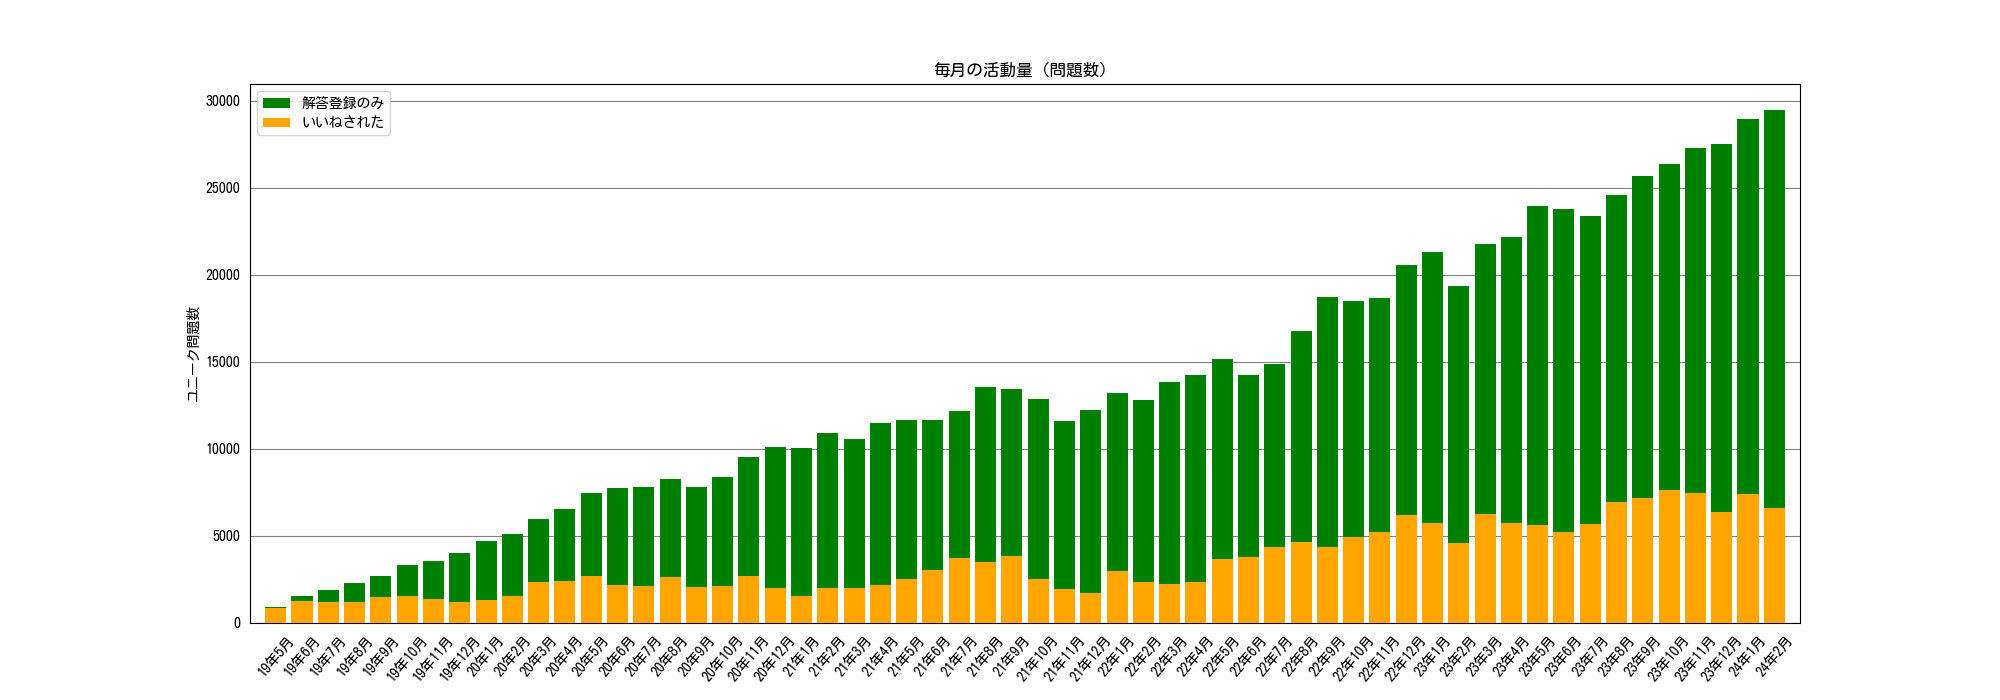 毎月の活動量（問題数）
解答登録のみ
いいねされた
ユニーク問題数
30000
25000
20000
15000
10000
5000
0
19年5月
19年6月
19年7月
19年8月
19年9月
19年10月
19年11月
19年12月
20年1月
20年2月
20年3月
20年4月
20年5月
20年6月
20年7月
20年8月
20年9月
20年10月
20年11月
20年12月
21年1月
21年2月
21年3月
21年4月
21年5月
21年6月
21年7月
21年8月
21年9月
21年10月
21年11月
21年12月
22年1月
22年2月
22年3月
22年4月
22年5月
22年6月
22年7月
22年8月
22年9月
22年10月
22年11月
22年12月
23年1月
23年2月
23年3月
23年4月
23年5月
23年6月
23年7月
23年8月
23年9月
23年10月
23年11月
23年12月
24年1月
24年2月